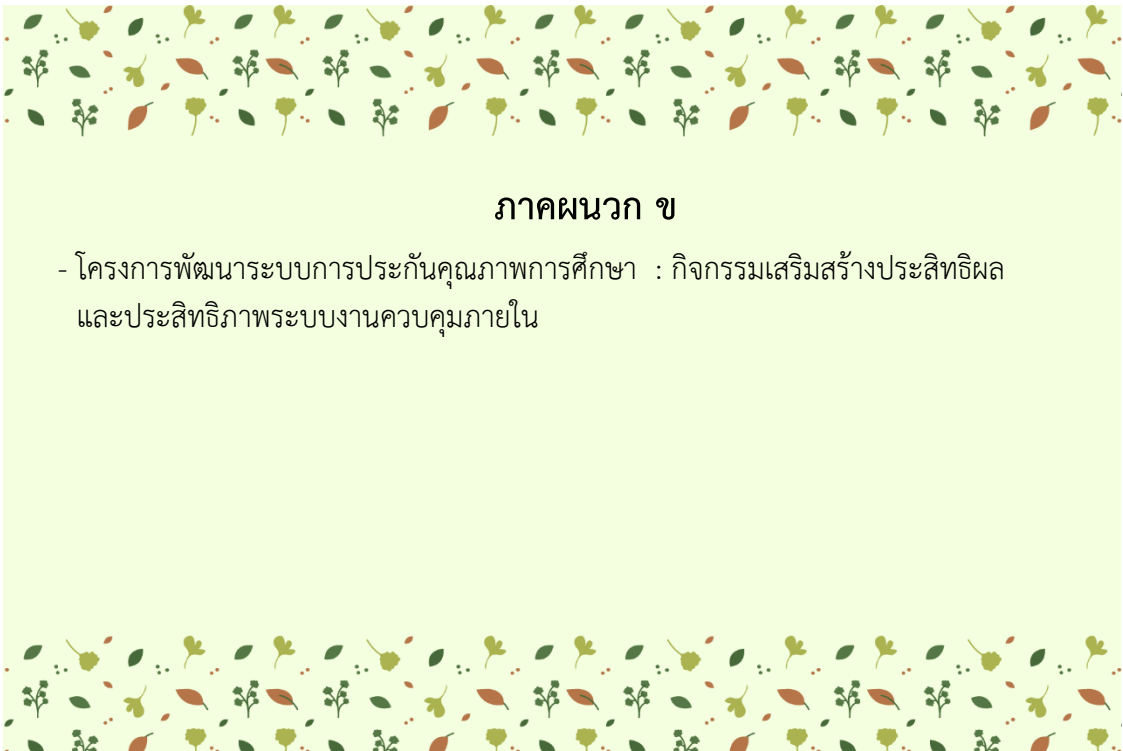 ภาคผนวก ข
- โครงการพัฒนาระบบการประกันคุณภาพการศึกษา : กิจกรรมเสริมสร้างประสิทธิผล
และประสิทธิภาพระบบงานควบคุมภายใน